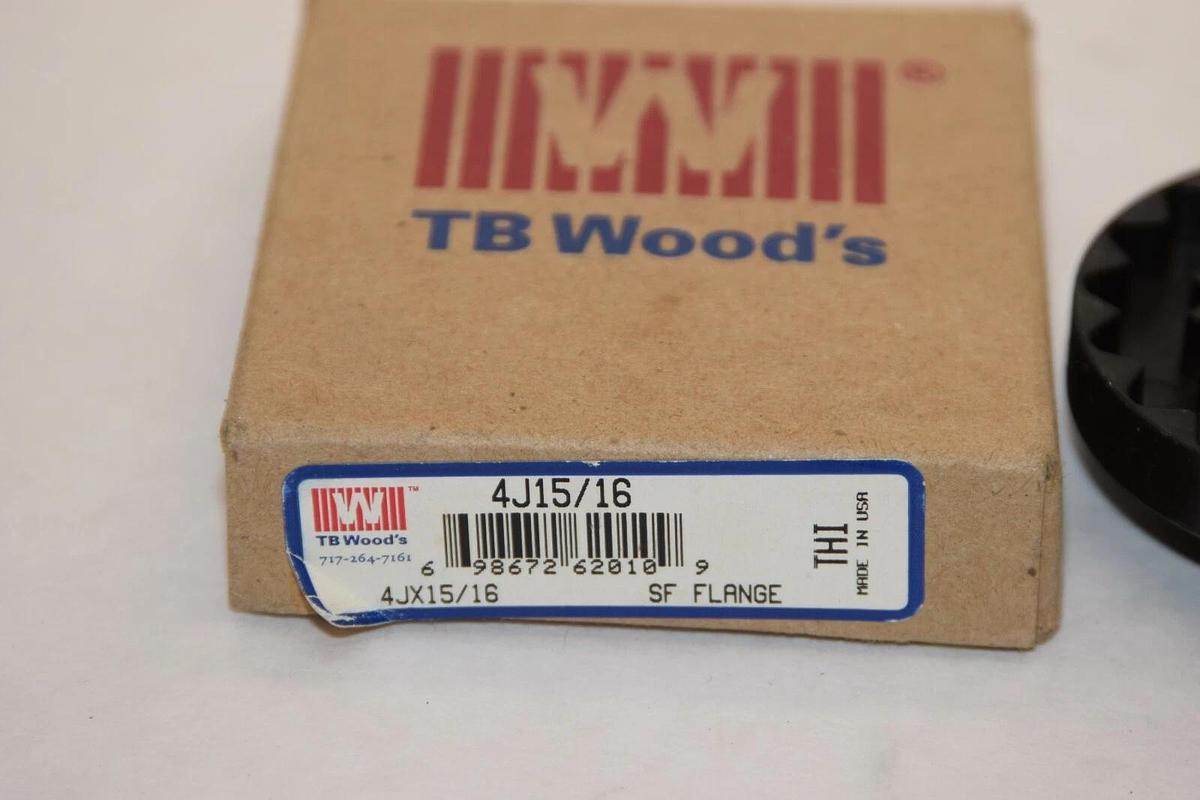 W ®
TB Wood's
W ™
TB Wood's
717-264-7161
4J15/16
6 98672 62010 9
4JX15/16 SF FLANGE
THI
MADE IN USA